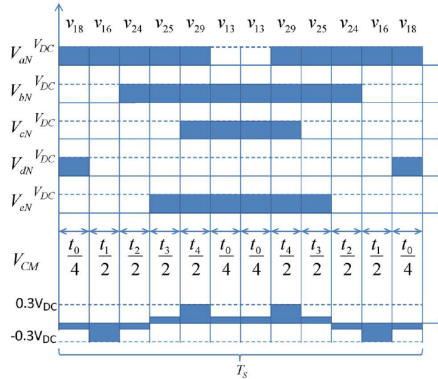 v18 v16 v24 v25 v29 v13 v13 v29 v25 v24 v16 v18
VaN VDC
VbN VDC
VcN VDC
VdN VDC
VeN VDC
VCM t0/4 t1/2 t2/2 t3/2 t4/2 t0/4 t0/4 t4/2 t3/2 t2/2 t1/2 t0/4
0.3VDC
-0.3VDC
TS